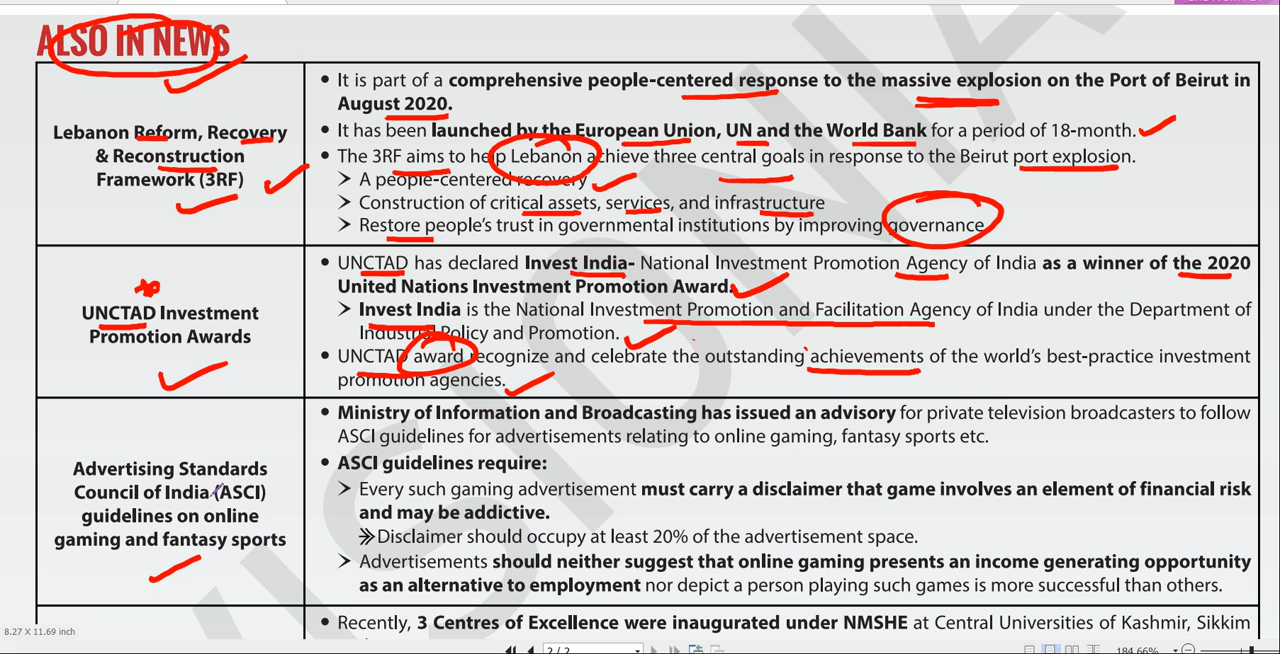 ALSO IN NEWS
Lebanon Reform, Recovery
& Reconstruction
Framework (3RF)
• It is part of a comprehensive people-centered response to the massive explosion on the Port of Beirut in
August 2020.
• It has been launched by the European Union, UN and the World Bank for a period of 18-month.
• The 3RF aims to help Lebanon achieve three central goals in response to the Beirut port explosion.
➢ A people-centered recovery
➢ Construction of critical assets, services, and infrastructure
➢ Restore people's trust in governmental institutions by improving governance
UNCTAD Investment
Promotion Awards
• UNCTAD has declared Invest India- National Investment Promotion Agency of India as a winner of the 2020
United Nations Investment Promotion Award.
➢ Invest India is the National Investment Promotion and Facilitation Agency of India under the Department of
Industrial Policy and Promotion.
• UNCTAD award recognize and celebrate the outstanding achievements of the world's best-practice investment
promotion agencies.
Advertising Standards
Council of India (ASCI)
guidelines on online
gaming and fantasy sports
• Ministry of Information and Broadcasting has issued an advisory for private television broadcasters to follow
ASCI guidelines for advertisements relating to online gaming, fantasy sports etc.
• ASCI guidelines require:
➢ Every such gaming advertisement must carry a disclaimer that game involves an element of financial risk
and may be addictive.
Disclaimer should occupy at least 20% of the advertisement space.
➢ Advertisements should neither suggest that online gaming presents an income generating opportunity
as an alternative to employment nor depict a person playing such games is more successful than others.
• Recently, 3 Centres of Excellence were inaugurated under NMSHE at Central Universities of Kashmir, Sikkim
8.27 X 11.69 inch
2 / 2
184.66%